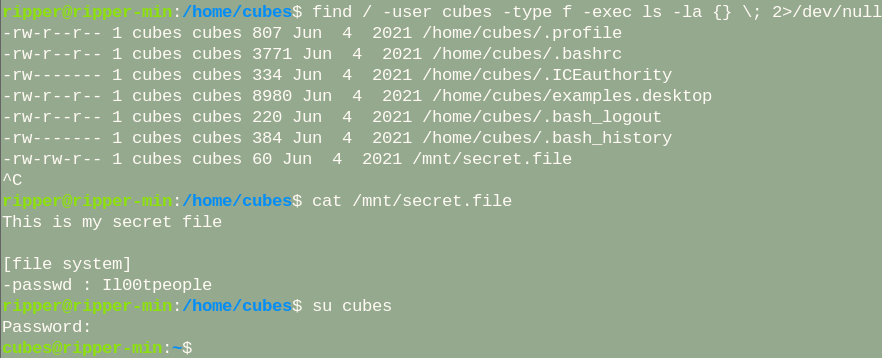 ripper@ripper-min:/home/cubes$ find / -user cubes -type f -exec ls -la {} \; 2>/dev/null
-rw-r--r-- 1 cubes cubes 807 Jun  4  2021 /home/cubes/.profile
-rw-r--r-- 1 cubes cubes 3771 Jun  4  2021 /home/cubes/.bashrc
-rw------- 1 cubes cubes 334 Jun  4  2021 /home/cubes/.ICEauthority
-rw-r--r-- 1 cubes cubes 8980 Jun  4  2021 /home/cubes/examples.desktop
-rw-r--r-- 1 cubes cubes 220 Jun  4  2021 /home/cubes/.bash_logout
-rw------- 1 cubes cubes 384 Jun  4  2021 /home/cubes/.bash_history
-rw-rw-r-- 1 cubes cubes 60 Jun  4  2021 /mnt/secret.file
^C
ripper@ripper-min:/home/cubes$ cat /mnt/secret.file
This is my secret file
[file system]
-passwd : Il00tpeople
ripper@ripper-min:/home/cubes$ su cubes
Password:
cubes@ripper-min:~$